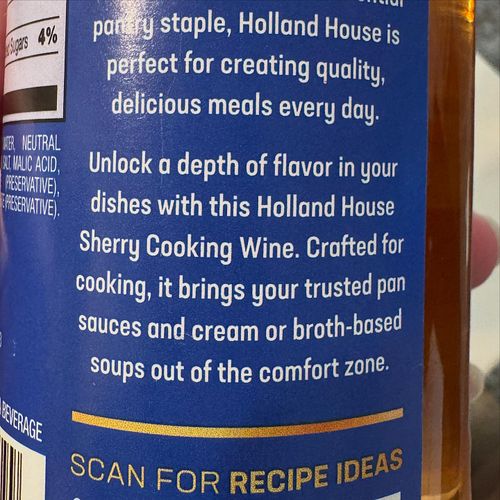 pantry staple, Holland House is
perfect for creating quality,
delicious meals every day.
Unlock a depth of flavor in your
dishes with this Holland House
Sherry Cooking Wine. Crafted for
cooking, it brings your trusted pan
sauces and cream or broth-based
soups out of the comfort zone.
SCAN FOR RECIPE IDEAS
Sugars 4%
NEUTRAL
MALIC ACID,
BEVERAGE